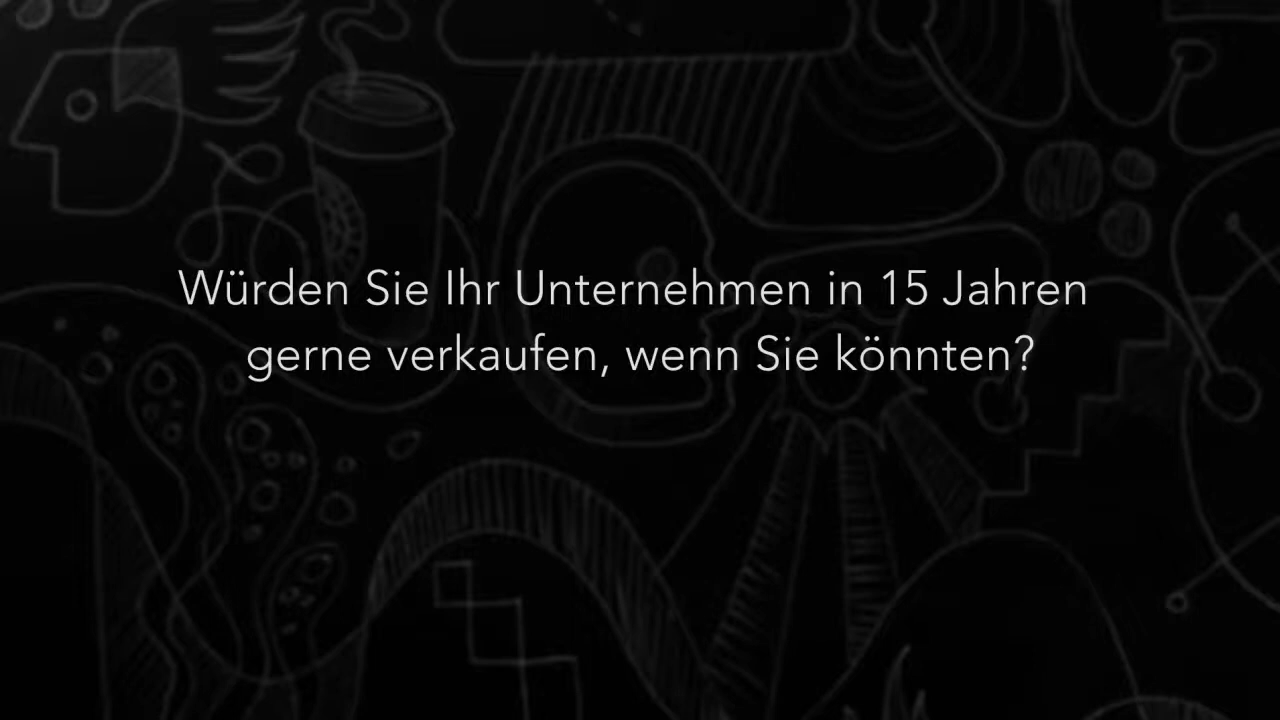 Würden Sie Ihr Unternehmen in 15 Jahren
gerne verkaufen, wenn Sie könnten?